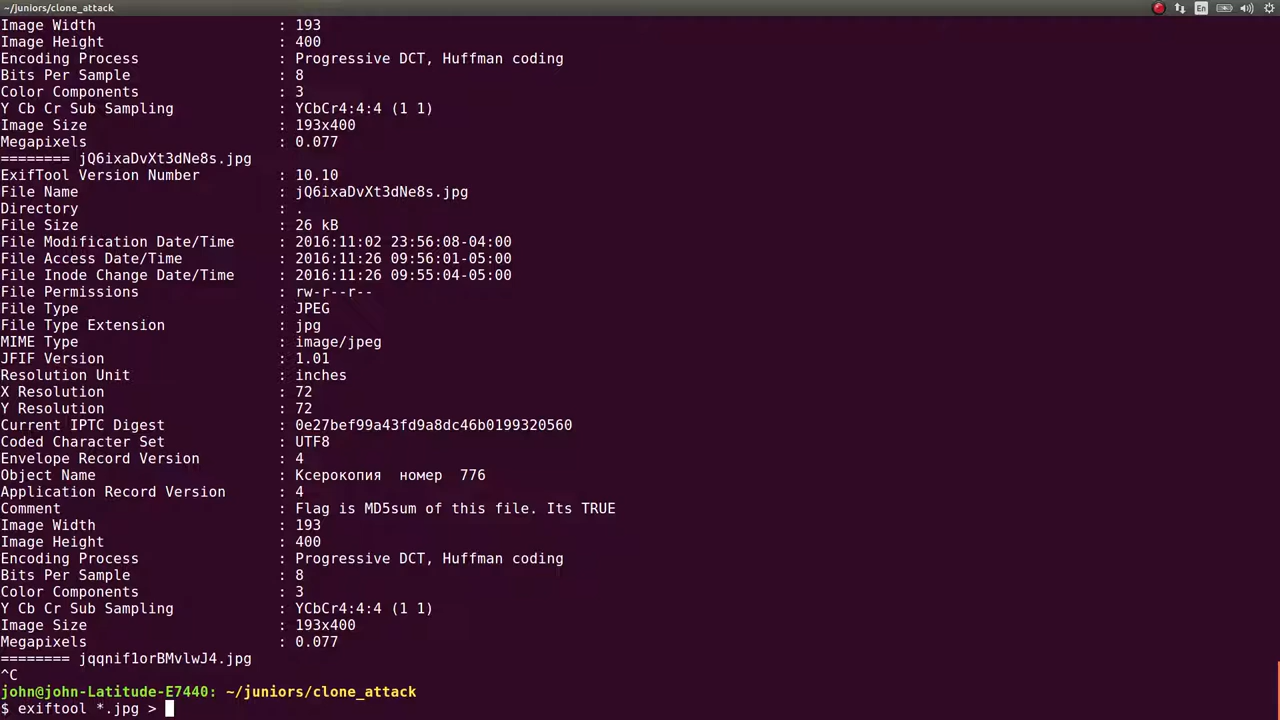 ~/juniors/clone_attack
En
Image Width : 193
Image Height : 400
Encoding Process : Progressive DCT, Huffman coding
Bits Per Sample : 8
Color Components : 3
Y Cb Cr Sub Sampling : YCbCr4:4:4 (1 1)
Image Size : 193x400
Megapixels : 0.077
======== jQ6ixaDvXt3dNe8s.jpg
ExifTool Version Number : 10.10
File Name : jQ6ixaDvXt3dNe8s.jpg
Directory : .
File Size : 26 kB
File Modification Date/Time : 2016:11:02 23:56:08-04:00
File Access Date/Time : 2016:11:26 09:56:01-05:00
File Inode Change Date/Time : 2016:11:26 09:55:04-05:00
File Permissions : rw-r--r--
File Type : JPEG
File Type Extension : jpg
MIME Type : image/jpeg
JFIF Version : 1.01
Resolution Unit : inches
X Resolution : 72
Y Resolution : 72
Current IPTC Digest : 0e27bef99a43fd9a8dc46b0199320560
Coded Character Set : UTF8
Envelope Record Version : 4
Object Name : Ксерокопия номер 776
Application Record Version : 4
Comment : Flag is MD5sum of this file. Its TRUE
Image Width : 193
Image Height : 400
Encoding Process : Progressive DCT, Huffman coding
Bits Per Sample : 8
Color Components : 3
Y Cb Cr Sub Sampling : YCbCr4:4:4 (1 1)
Image Size : 193x400
Megapixels : 0.077
======== jqqnif1orBMvlwJ4.jpg
^C
john@john-Latitude-E7440: ~/juniors/clone_attack
$ exiftool *.jpg >